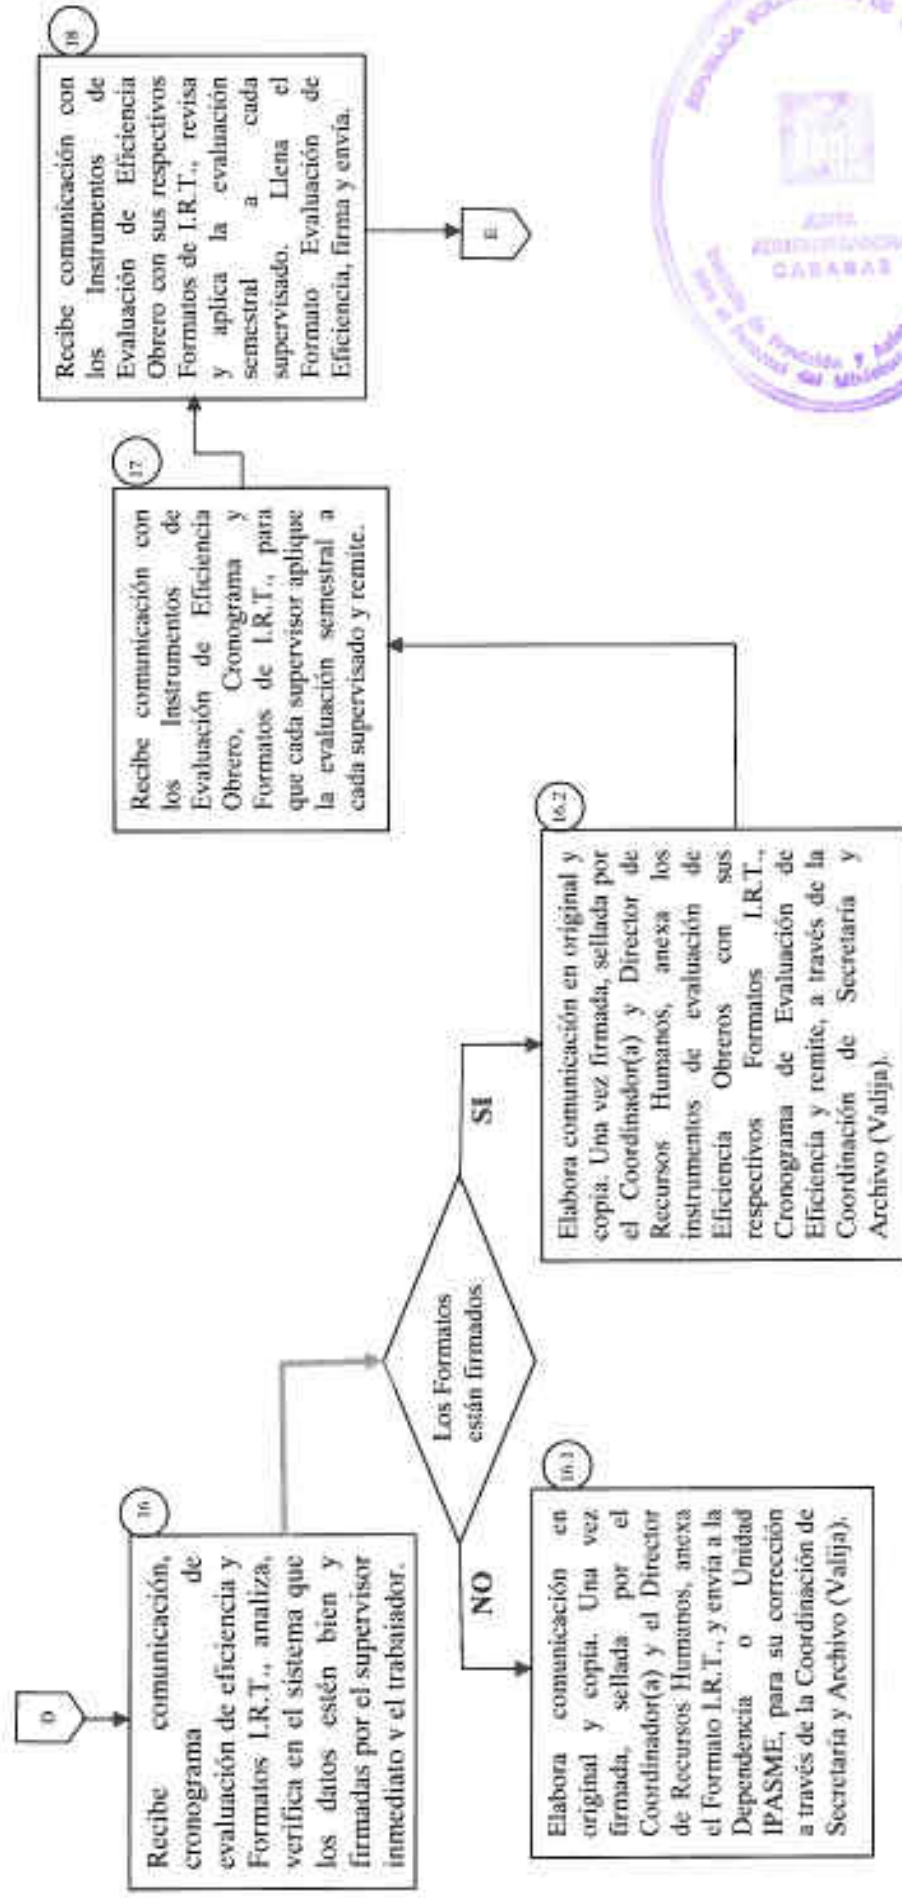 D
16
Recibe comunicación,
cronograma de
evaluación de eficiencia y
Formatos I.R.T., analiza,
verifica en el sistema que
los datos estén bien y
firmadas por el supervisor
inmediato y el trabajador.
Los Formatos
están firmados
NO
SI
16.1
Elabora comunicación en
original y copia. Una vez
firmada, sellada por el
Coordinador(a) y el Director
de Recursos Humanos, anexa
el Formato I.R.T., y envía a la
Dependencia o Unidad
IPASME, para su corrección
a través de la Coordinación de
Secretaría y Archivo (Valija).
16.2
Elabora comunicación en original y
copia. Una vez firmada, sellada por
el Coordinador(a) y Director de
Recursos Humanos, anexa los
instrumentos de evaluación de
Eficiencia Obreros con sus
respectivos Formatos I.R.T.,
Cronograma de Evaluación de
Eficiencia y remite, a través de la
Coordinación de Secretaría y
Archivo (Valija).
17
Recibe comunicación con
los Instrumentos de
Evaluación de Eficiencia
Obrero, Cronograma y
Formatos de I.R.T., para
que cada supervisor aplique
la evaluación semestral a
cada supervisado y remite.
18
Recibe comunicación con
los Instrumentos de
Evaluación de Eficiencia
Obrero con sus respectivos
Formatos de I.R.T., revisa
y aplica la evaluación
semestral a cada
supervisado. Llena el
Formato Evaluación de
Eficiencia, firma y envía.
E
JUNTA
CARABAS